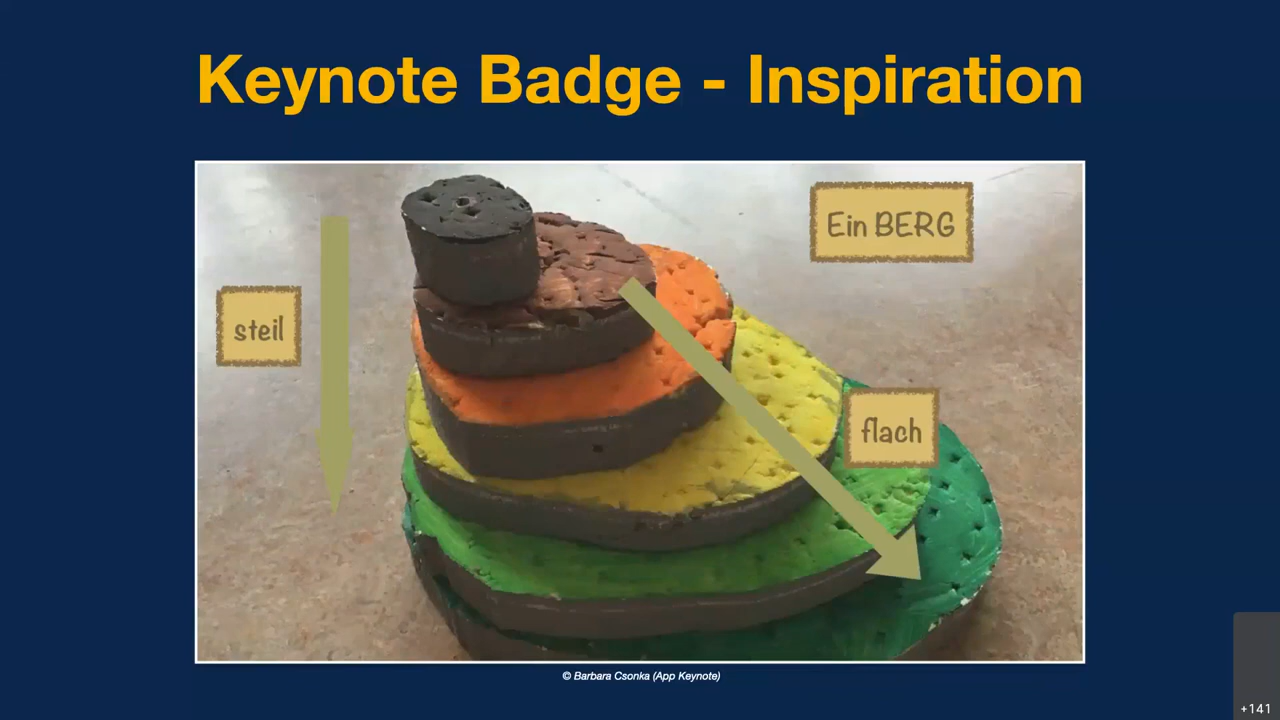 Keynote Badge - Inspiration
Ein BERG
steil
flach
© Barbara Csonka (App Keynote)
+141